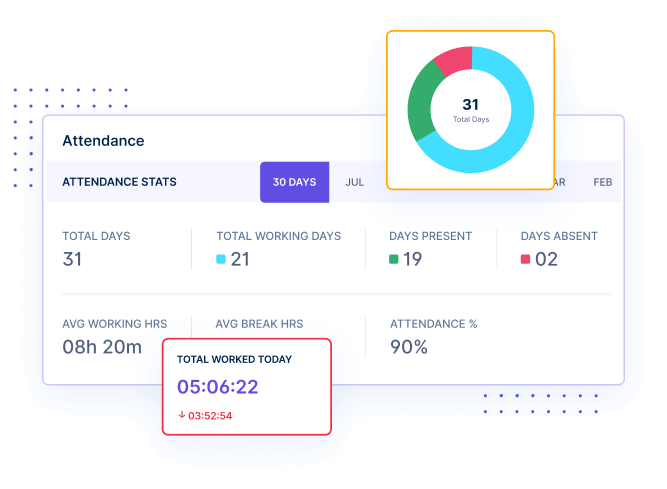 31
Total Days
Attendance
ATTENDANCE STATS
30 DAYS
JUL
FEB
TOTAL DAYS
TOTAL WORKING DAYS
DAYS PRESENT
DAYS ABSENT
31
21
19
02
AVG WORKING HRS
AVG BREAK HRS
ATTENDANCE %
08h 20m
90%
TOTAL WORKED TODAY
05:06:22
↓ 03:52:54